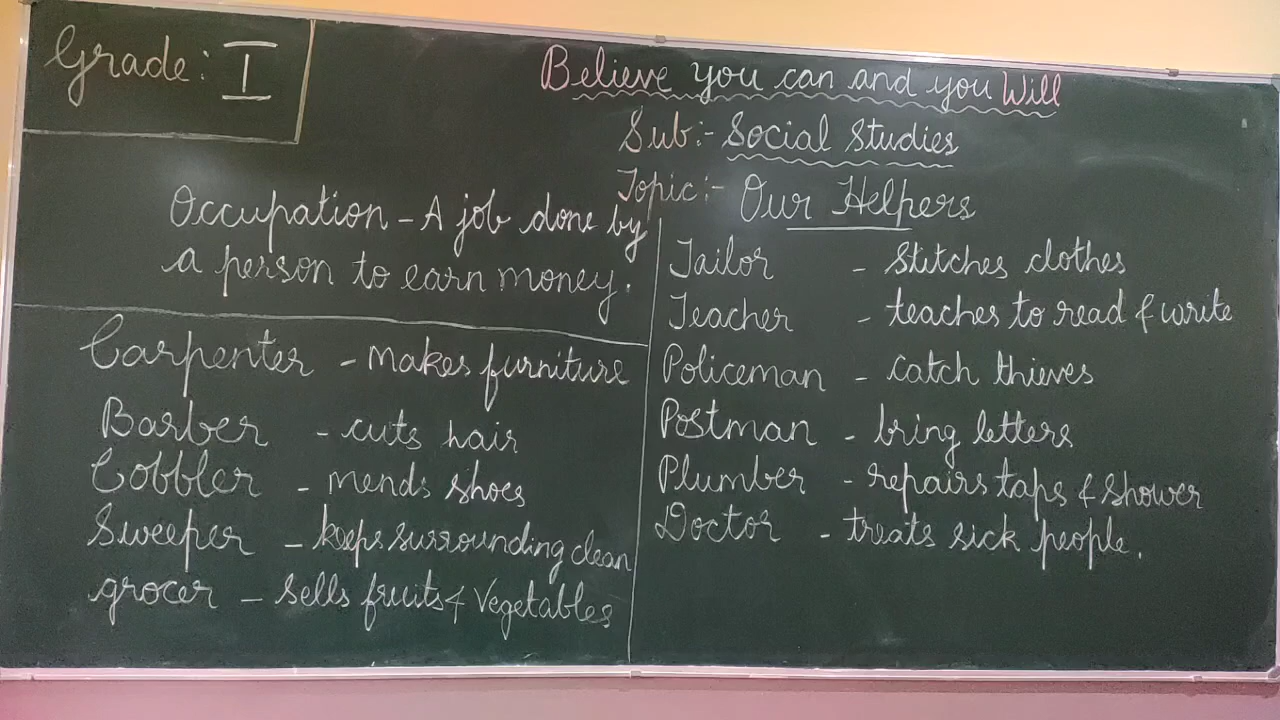 Grade: I
Believe you can and you Will
Sub:- Social Studies
Topic:- Our Helpers
Occupation - A job done by
a person to earn money.
Carpenter - makes furniture
Barber - cuts hair
Cobbler - mends shoes
Sweeper - keeps surrounding clean
grocer - sells fruits & vegetables
Tailor - stitches clothes
Teacher - teaches to read & write
Policeman - catch thieves
Postman - bring letters
Plumber - repairs taps & shower
Doctor - treats sick people.